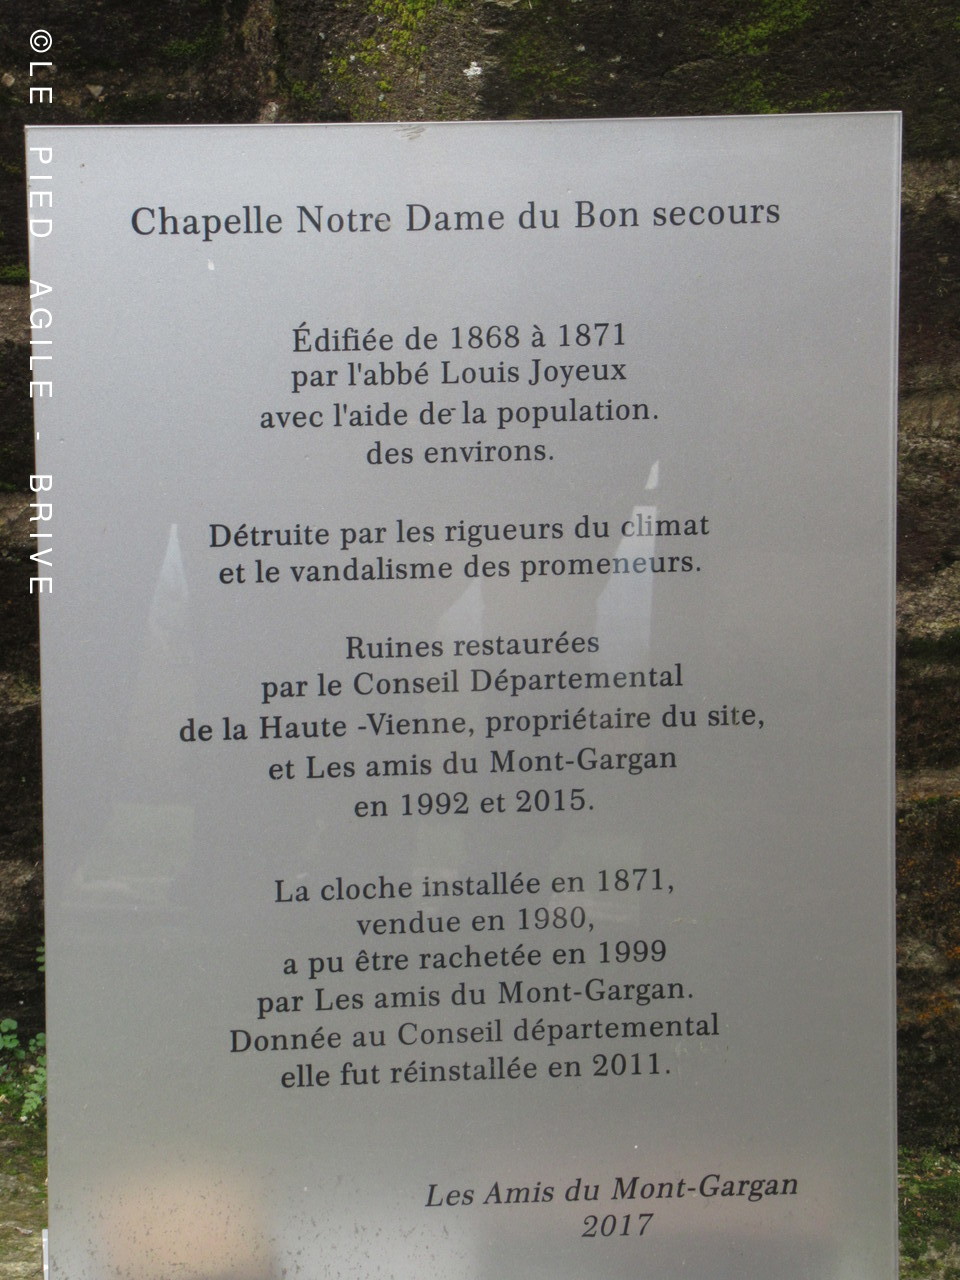 ©LE PIED AGILE - BRIVE
Chapelle Notre Dame du Bon secours
Édifiée de 1868 à 1871
par l'abbé Louis Joyeux
avec l'aide de la population.
des environs.
Détruite par les rigueurs du climat
et le vandalisme des promeneurs.
Ruines restaurées
par le Conseil Départemental
de la Haute -Vienne, propriétaire du site,
et Les amis du Mont-Gargan
en 1992 et 2015.
La cloche installée en 1871,
vendue en 1980,
a pu être rachetée en 1999
par Les amis du Mont-Gargan.
Donnée au Conseil départemental
elle fut réinstallée en 2011.
Les Amis du Mont-Gargan
2017